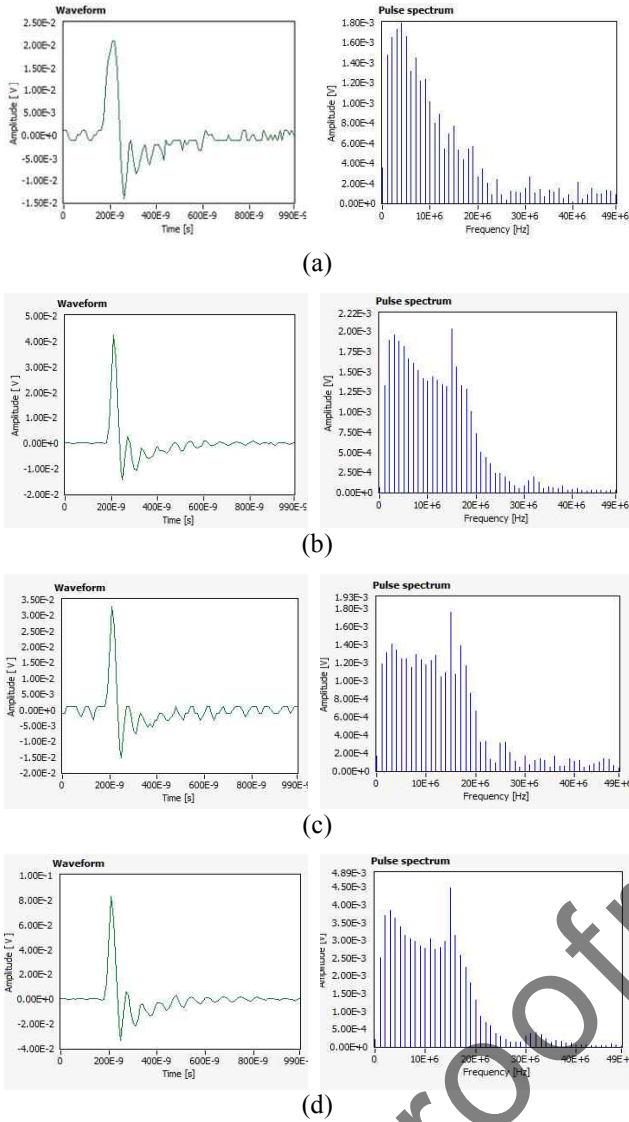 Waveform
Pulse spectrum
Amplitude [ V ]
2.50E-2
2.00E-2
1.50E-2
1.00E-2
5.00E-3
0.00E+0
-5.00E-3
-1.00E-2
-1.50E-2
0 200E-9 400E-9 600E-9 800E-9 990E-9
Time [s]
Amplitude [V]
1.80E-3
1.60E-3
1.40E-3
1.20E-3
1.00E-3
8.00E-4
6.00E-4
4.00E-4
2.00E-4
0.00E+0
0 10E+6 20E+6 30E+6 40E+6 49E+6
Frequency [Hz]
(a)
Waveform
Pulse spectrum
Amplitude [ V ]
5.00E-2
4.00E-2
3.00E-2
2.00E-2
1.00E-2
0.00E+0
-1.00E-2
-2.00E-2
0 200E-9 400E-9 600E-9 800E-9 990E-9
Time [s]
Amplitude [V]
2.22E-3
2.00E-3
1.75E-3
1.50E-3
1.25E-3
1.00E-3
7.50E-4
5.00E-4
2.50E-4
0.00E+0
0 10E+6 20E+6 30E+6 40E+6 49E+6
Frequency [Hz]
(b)
Waveform
Pulse spectrum
Amplitude [ V ]
3.50E-2
3.00E-2
2.50E-2
2.00E-2
1.50E-2
1.00E-2
5.00E-3
0.00E+0
-5.00E-3
-1.00E-2
-1.50E-2
-2.00E-2
0 200E-9 400E-9 600E-9 800E-9 990E-9
Time [s]
Amplitude [V]
1.93E-3
1.80E-3
1.60E-3
1.40E-3
1.20E-3
1.00E-3
8.00E-4
6.00E-4
4.00E-4
2.00E-4
0.00E+0
0 10E+6 20E+6 30E+6 40E+6 49E+6
Frequency [Hz]
(c)
Waveform
Pulse spectrum
Amplitude [ V ]
1.00E-1
8.00E-2
6.00E-2
4.00E-2
2.00E-2
0.00E+0
-2.00E-2
-4.00E-2
0 200E-9 400E-9 600E-9 800E-9 990E-9
Time [s]
Amplitude [V]
4.89E-3
4.50E-3
4.00E-3
3.50E-3
3.00E-3
2.50E-3
2.00E-3
1.50E-3
1.00E-3
5.00E-4
0.00E+0
0 10E+6 20E+6 30E+6 40E+6 49E+6
Frequency [Hz]
(d)